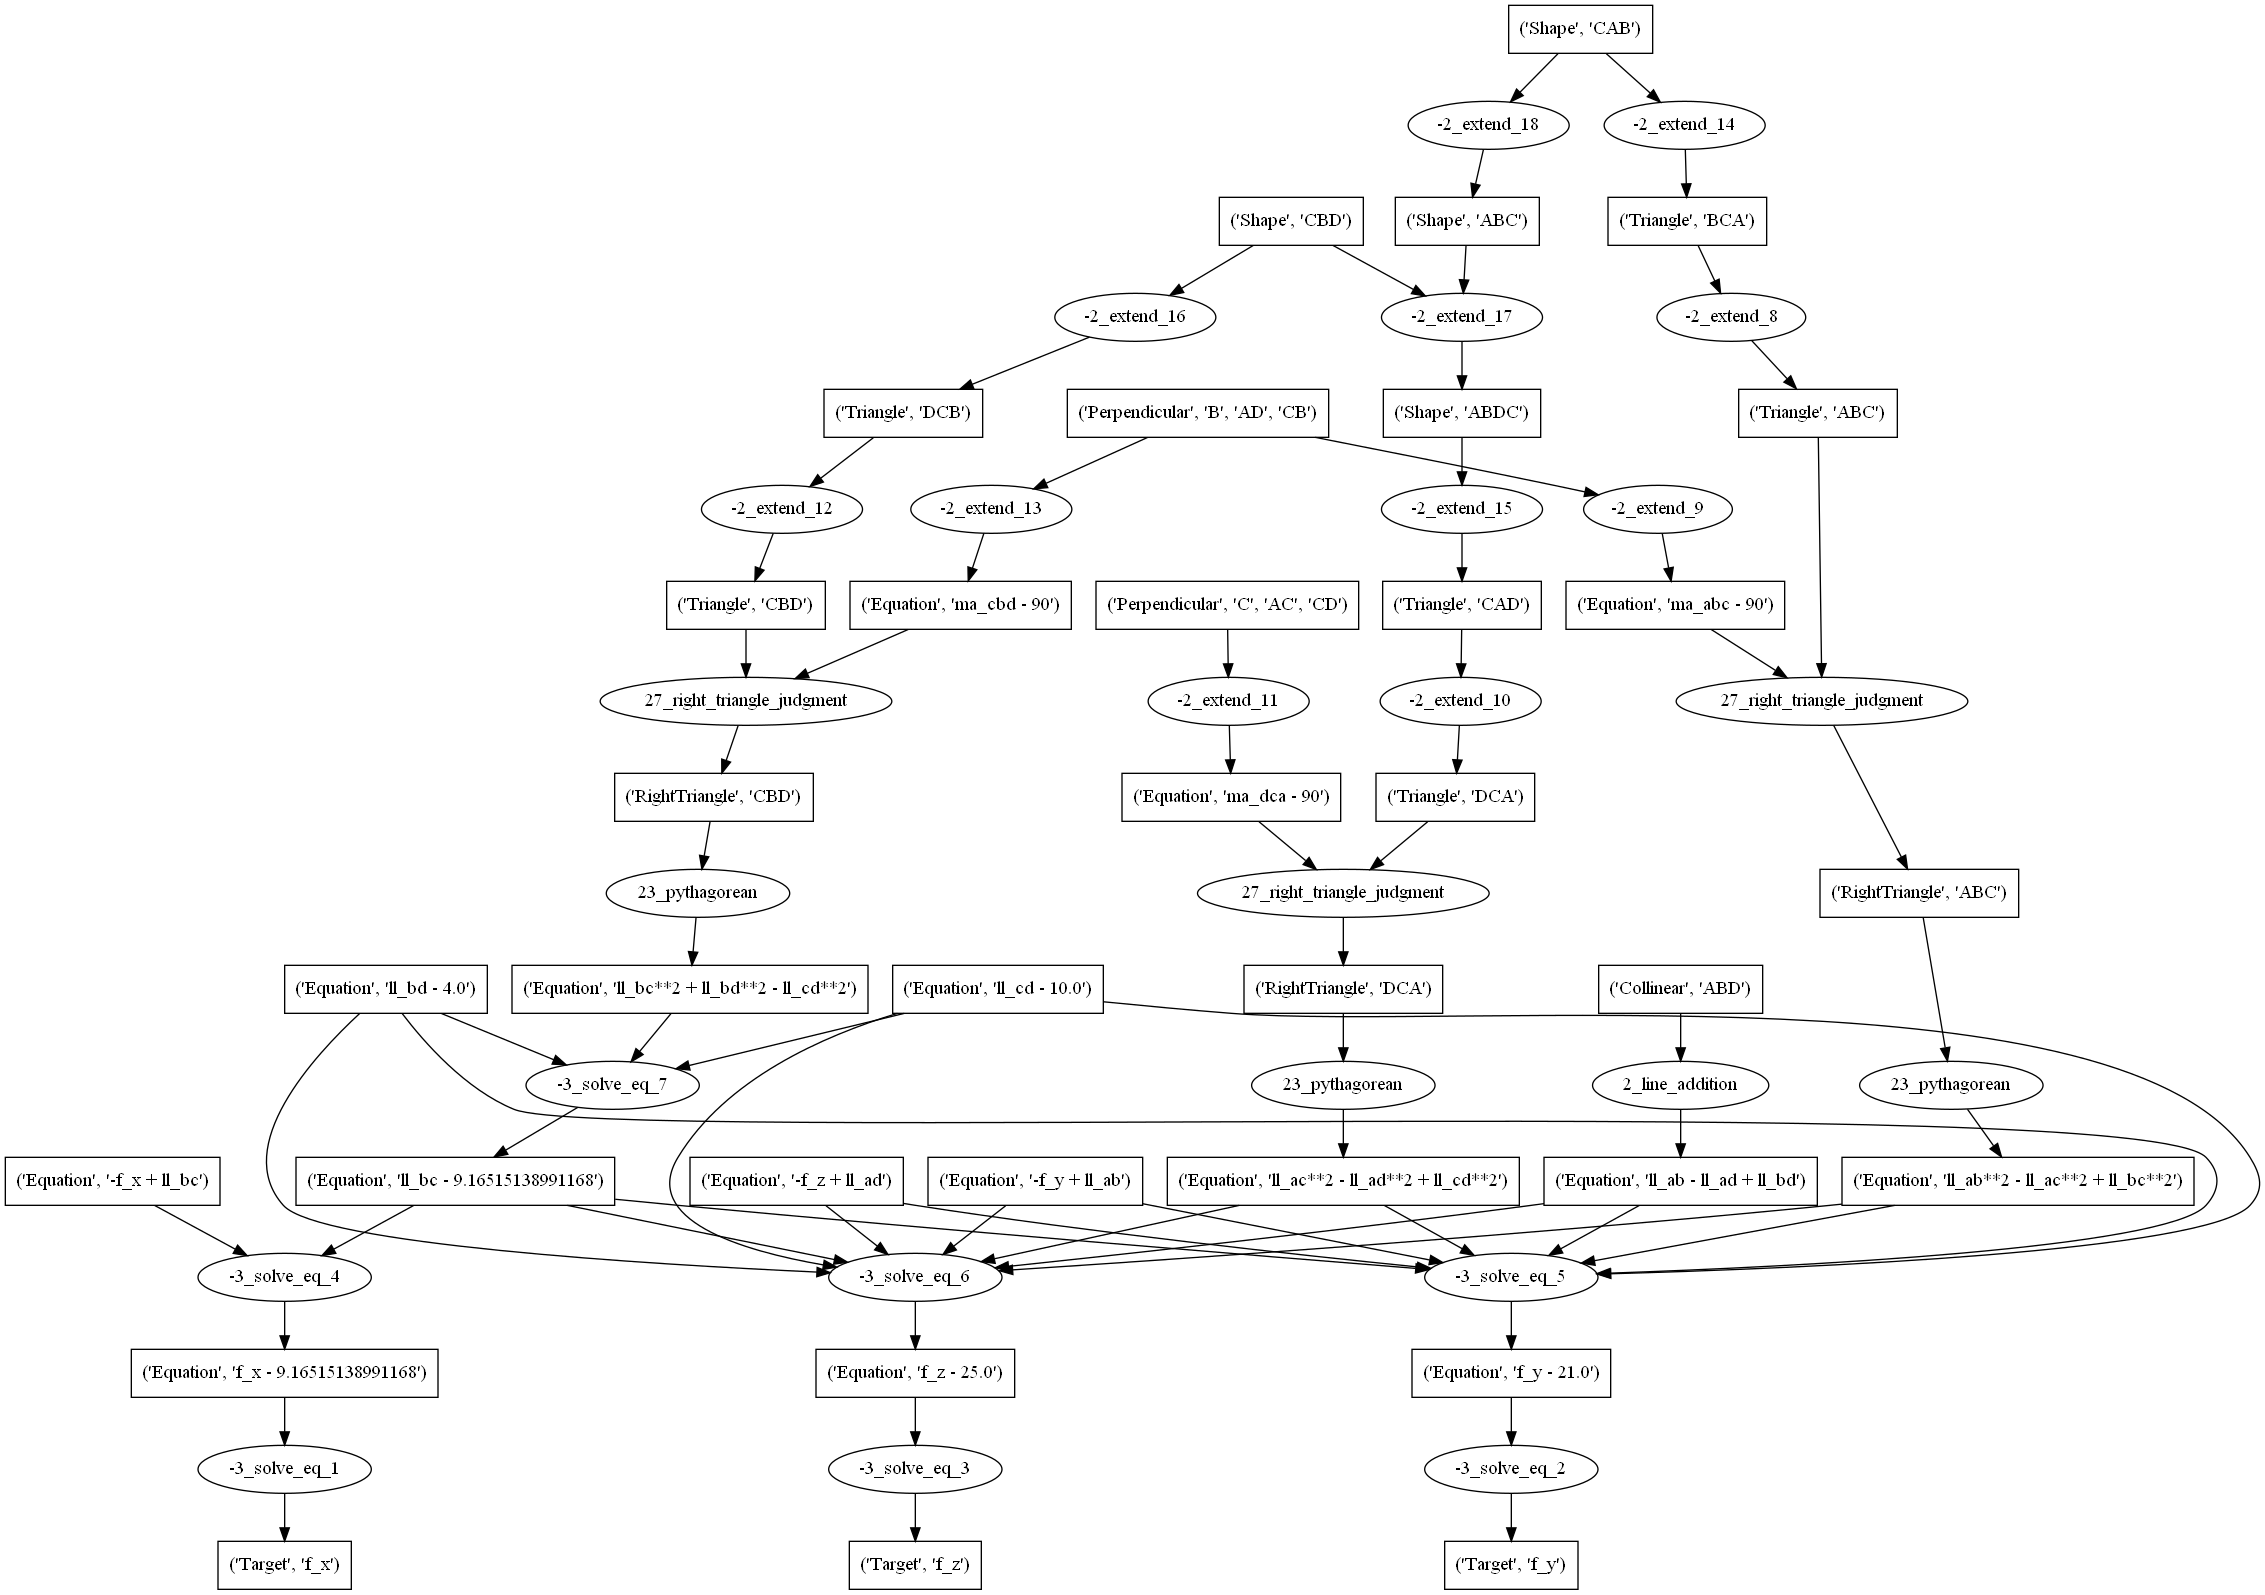 ('Shape', 'CAB')
-2_extend_18
-2_extend_14
('Shape', 'CBD')
('Shape', 'ABC')
('Triangle', 'BCA')
-2_extend_16
-2_extend_17
-2_extend_8
('Triangle', 'DCB')
('Perpendicular', 'B', 'AD', 'CB')
('Shape', 'ABDC')
('Triangle', 'ABC')
-2_extend_12
-2_extend_13
-2_extend_15
-2_extend_9
('Triangle', 'CBD')
('Equation', 'ma_cbd - 90')
('Perpendicular', 'C', 'AC', 'CD')
('Triangle', 'CAD')
('Equation', 'ma_abc - 90')
27_right_triangle_judgment
-2_extend_11
-2_extend_10
27_right_triangle_judgment
('RightTriangle', 'CBD')
('Equation', 'ma_dca - 90')
('Triangle', 'DCA')
23_pythagorean
27_right_triangle_judgment
('RightTriangle', 'ABC')
('Equation', 'll_bd - 4.0')
('Equation', 'll_bc**2 + ll_bd**2 - ll_cd**2')
('Equation', 'll_cd - 10.0')
('RightTriangle', 'DCA')
('Collinear', 'ABD')
-3_solve_eq_7
23_pythagorean
2_line_addition
23_pythagorean
('Equation', '-f_x + ll_bc')
('Equation', 'll_bc - 9.16515138991168')
('Equation', '-f_z + ll_ad')
('Equation', '-f_y + ll_ab')
('Equation', 'll_ac**2 - ll_ad**2 + ll_cd**2')
('Equation', 'll_ab - ll_ad + ll_bd')
('Equation', 'll_ab**2 - ll_ac**2 + ll_bc**2')
-3_solve_eq_4
-3_solve_eq_6
-3_solve_eq_5
('Equation', 'f_x - 9.16515138991168')
('Equation', 'f_z - 25.0')
('Equation', 'f_y - 21.0')
-3_solve_eq_1
-3_solve_eq_3
-3_solve_eq_2
('Target', 'f_x')
('Target', 'f_z')
('Target', 'f_y')